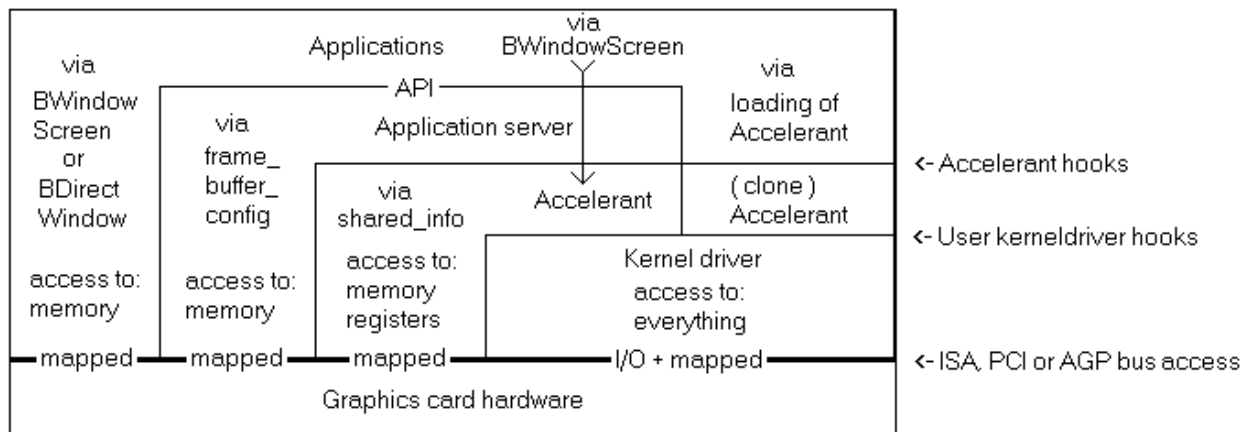 Applications
via
BWindowScreen
via
BWindow
Screen
or
BDirect
Window
API
via
loading of
Accelerant
via
frame_
buffer_
config
Application server
<- Accelerant hooks
via
shared_info
Accelerant
( clone )
Accelerant
<- User kerneldriver hooks
access to:
memory
access to:
memory
access to:
memory
registers
Kernel driver
access to:
everything
mapped
mapped
mapped
I/O + mapped
<- ISA, PCI or AGP bus access
Graphics card hardware